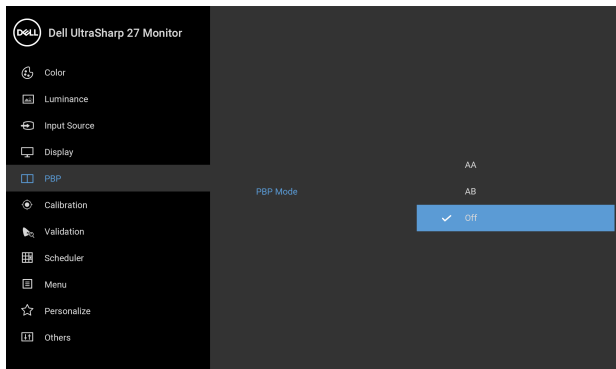 DELL Dell UltraSharp 27 Monitor
Color
Luminance
Input Source
Display
PBP
Calibration
Validation
Scheduler
Menu
Personalize
Others
PBP Mode
AA
AB
Off